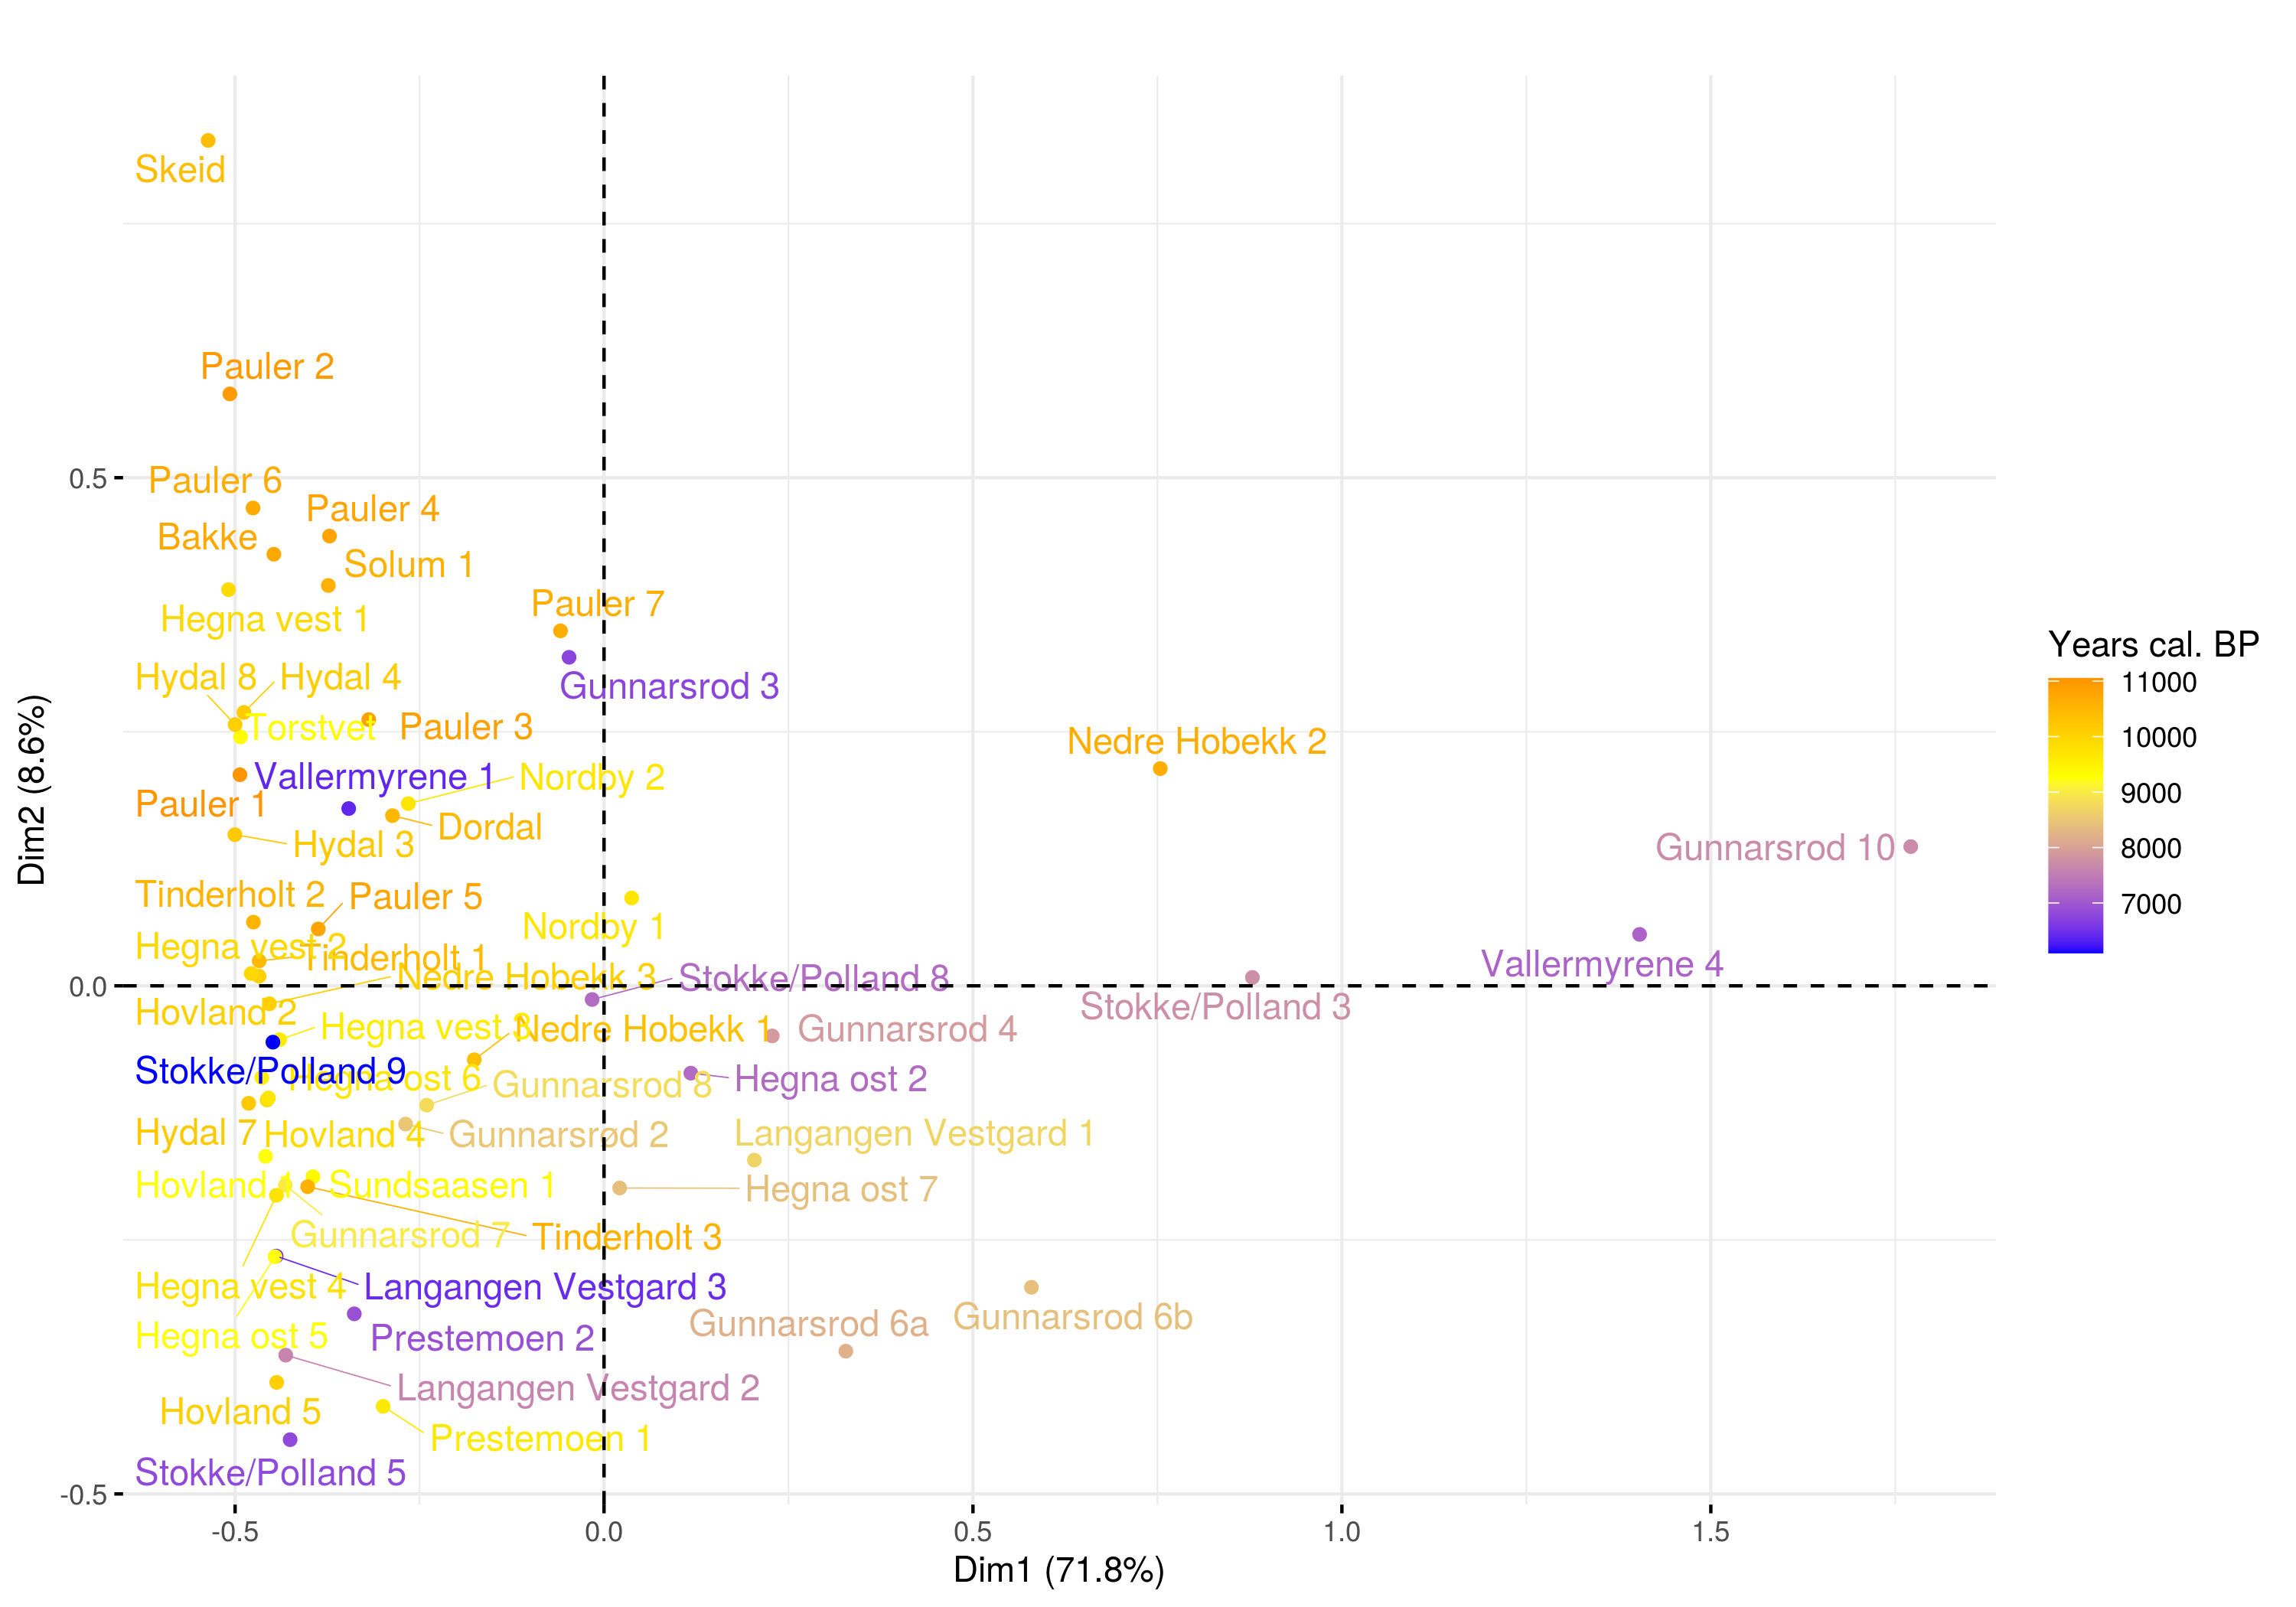 Skeid
Pauler 2
0.5
Pauler 6
Pauler 4
Bakke
Solum 1
Pauler 7
Hegna vest 1
Hydal 8
Hydal 4
Gunnarsrod 3
Torstvet
Pauler 3
Nedre Hobekk 2
Vallermyrene 1
Nordby 2
Pauler 1
Dordal
Hydal 3
Gunnarsrod 10
Tinderholt 2
Pauler 5
Nordby 1
Hegna vest 2
Tinderholt 1
Nedre Hobekk 3
Stokke/Polland 8
Vallermyrene 4
0.0
Hovland 2
Stokke/Polland 3
Hegna vest 3
Nedre Hobekk 1
Gunnarsrod 4
Stokke/Polland 9
Hegna ost 6
Gunnarsrod 8
Hegna ost 2
Hydal 7
Hovland 4
Gunnarsrød 2
Langangen Vestgard 1
Hovland 1
Sundsaasen 1
Hegna ost 7
Gunnarsrod 7
Tinderholt 3
Hegna vest 4
Langangen Vestgard 3
Gunnarsrod 6a
Gunnarsrod 6b
Hegna ost 5
Prestemoen 2
Langangen Vestgard 2
Hovland 5
Prestemoen 1
Stokke/Polland 5
-0.5
-0.5
0.0
0.5
1.0
1.5
Dim1 (71.8%)
Dim2 (8.6%)
Years cal. BP
11000
10000
9000
8000
7000